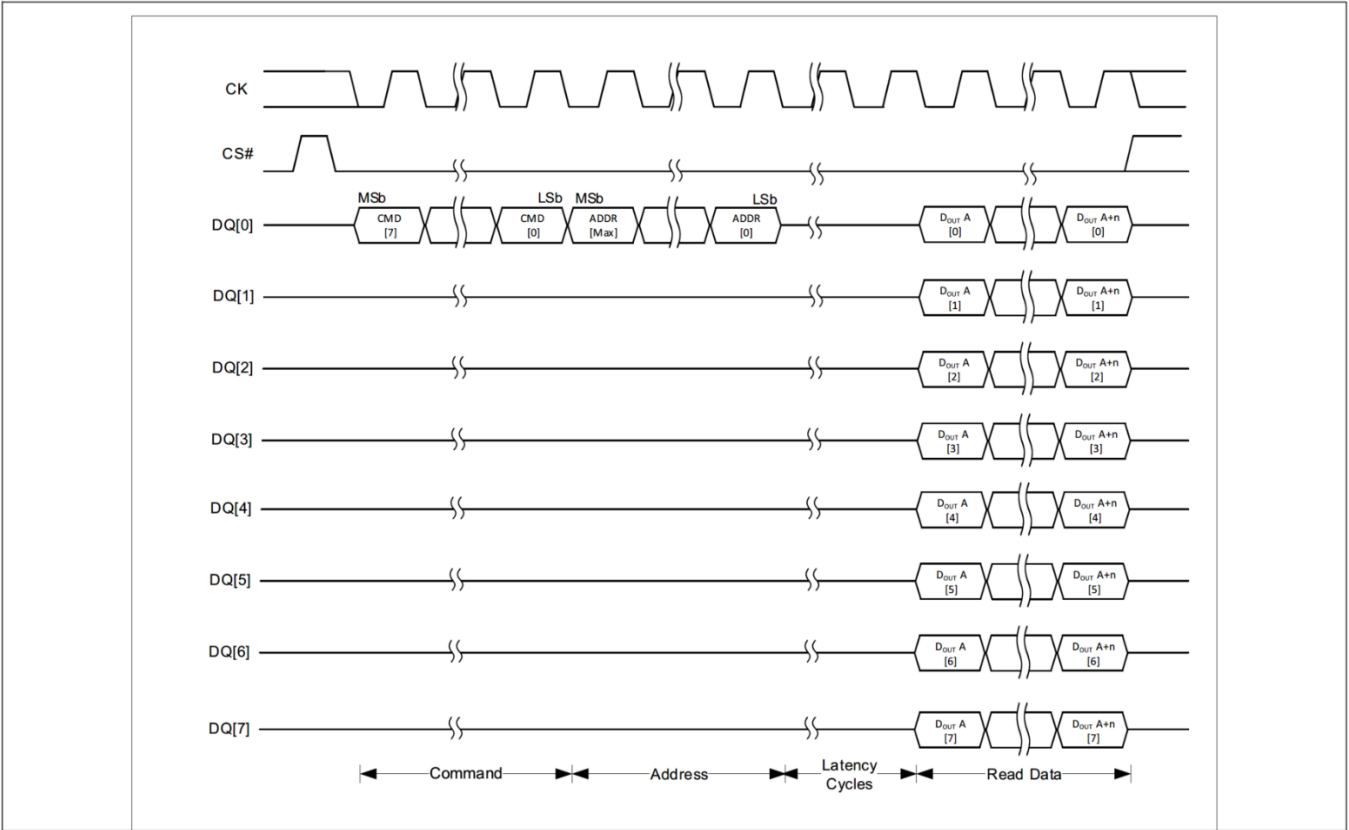 CK
CS#
MSb LSb MSb LSb
DQ[0] CMD [7] CMD [0] ADDR [Max] ADDR [0] DOUT A [0] DOUT A+n [0]
DQ[1] DOUT A [1] DOUT A+n [1]
DQ[2] DOUT A [2] DOUT A+n [2]
DQ[3] DOUT A [3] DOUT A+n [3]
DQ[4] DOUT A [4] DOUT A+n [4]
DQ[5] DOUT A [5] DOUT A+n [5]
DQ[6] DOUT A [6] DOUT A+n [6]
DQ[7] DOUT A [7] DOUT A+n [7]
Command Address Latency Cycles Read Data